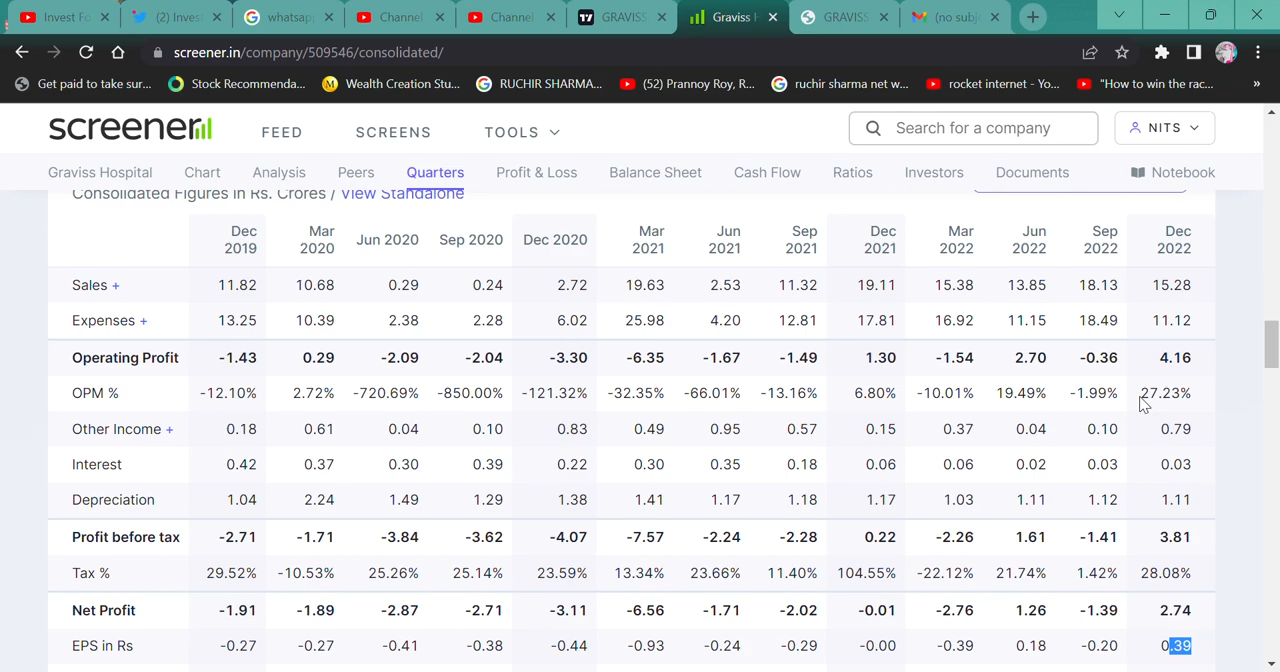 Invest Fo
(2) Invest
whatsap
Channel
Channel
GRAVISS
Graviss
GRAVISS
(no subj
screener.in/company/509546/consolidated/
Get paid to take sur...
Stock Recommenda...
Wealth Creation Stu...
RUCHIR SHARMA...
(52) Prannoy Roy, R...
ruchir sharma net w...
rocket internet - Yo...
"How to win the rac...
»
screener
FEED
SCREENS
TOOLS
Search for a company
NITS
Graviss Hospital
Chart
Analysis
Peers
Quarters
Profit & Loss
Balance Sheet
Cash Flow
Ratios
Investors
Documents
Notebook
Consolidated Figures in Rs. Crores / View Standalone
Dec 2019 Mar 2020 Jun 2020 Sep 2020 Dec 2020 Mar 2021 Jun 2021 Sep 2021 Dec 2021 Mar 2022 Jun 2022 Sep 2022 Dec 2022
Sales + 11.82 10.68 0.29 0.24 2.72 19.63 2.53 11.32 19.11 15.38 13.85 18.13 15.28
Expenses + 13.25 10.39 2.38 2.28 6.02 25.98 4.20 12.81 17.81 16.92 11.15 18.49 11.12
Operating Profit -1.43 0.29 -2.09 -2.04 -3.30 -6.35 -1.67 -1.49 1.30 -1.54 2.70 -0.36 4.16
OPM % -12.10% 2.72% -720.69% -850.00% -121.32% -32.35% -66.01% -13.16% 6.80% -10.01% 19.49% -1.99% 27.23%
Other Income + 0.18 0.61 0.04 0.10 0.83 0.49 0.95 0.57 0.15 0.37 0.04 0.10 0.79
Interest 0.42 0.37 0.30 0.39 0.22 0.30 0.35 0.18 0.06 0.06 0.02 0.03 0.03
Depreciation 1.04 2.24 1.49 1.29 1.38 1.41 1.17 1.18 1.17 1.03 1.11 1.12 1.11
Profit before tax -2.71 -1.71 -3.84 -3.62 -4.07 -7.57 -2.24 -2.28 0.22 -2.26 1.61 -1.41 3.81
Tax % 29.52% -10.53% 25.26% 25.14% 23.59% 13.34% 23.66% 11.40% 104.55% -22.12% 21.74% 1.42% 28.08%
Net Profit -1.91 -1.89 -2.87 -2.71 -3.11 -6.56 -1.71 -2.02 -0.01 -2.76 1.26 -1.39 2.74
EPS in Rs -0.27 -0.27 -0.41 -0.38 -0.44 -0.93 -0.24 -0.29 -0.00 -0.39 0.18 -0.20 0.39